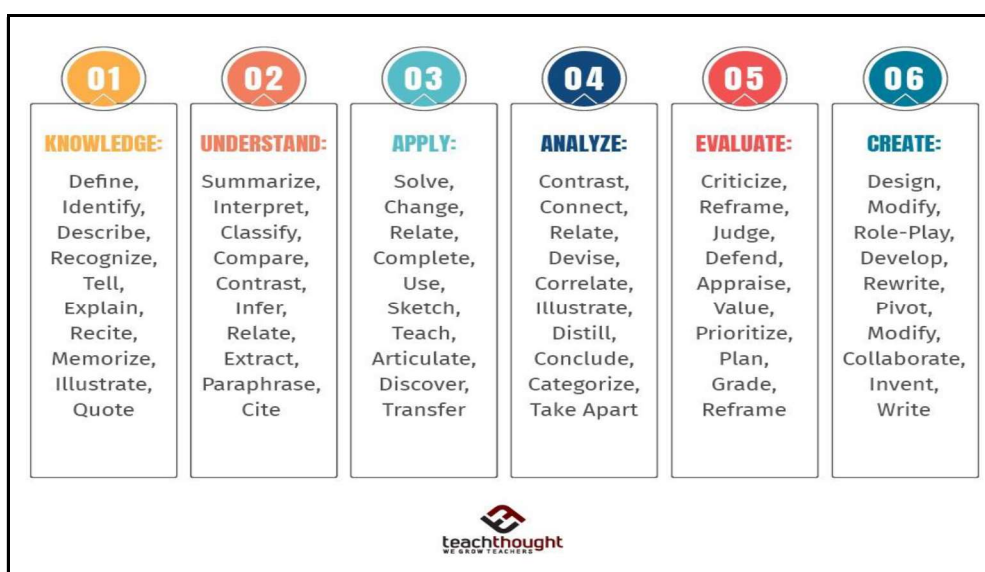 01
KNOWLEDGE:
Define,
Identify,
Describe,
Recognize,
Tell,
Explain,
Recite,
Memorize,
Illustrate,
Quote
02
UNDERSTAND:
Summarize,
Interpret,
Classify,
Compare,
Contrast,
Infer,
Relate,
Extract,
Paraphrase,
Cite
03
APPLY:
Solve,
Change,
Relate,
Complete,
Use,
Sketch,
Teach,
Articulate,
Discover,
Transfer
04
ANALYZE:
Contrast,
Connect,
Relate,
Devise,
Correlate,
Illustrate,
Distill,
Conclude,
Categorize,
Take Apart
05
EVALUATE:
Criticize,
Reframe,
Judge,
Defend,
Appraise,
Value,
Prioritize,
Plan,
Grade,
Reframe
06
CREATE:
Design,
Modify,
Role-Play,
Develop,
Rewrite,
Pivot,
Modify,
Collaborate,
Invent,
Write
teachthought
WE GROW TEACHERS